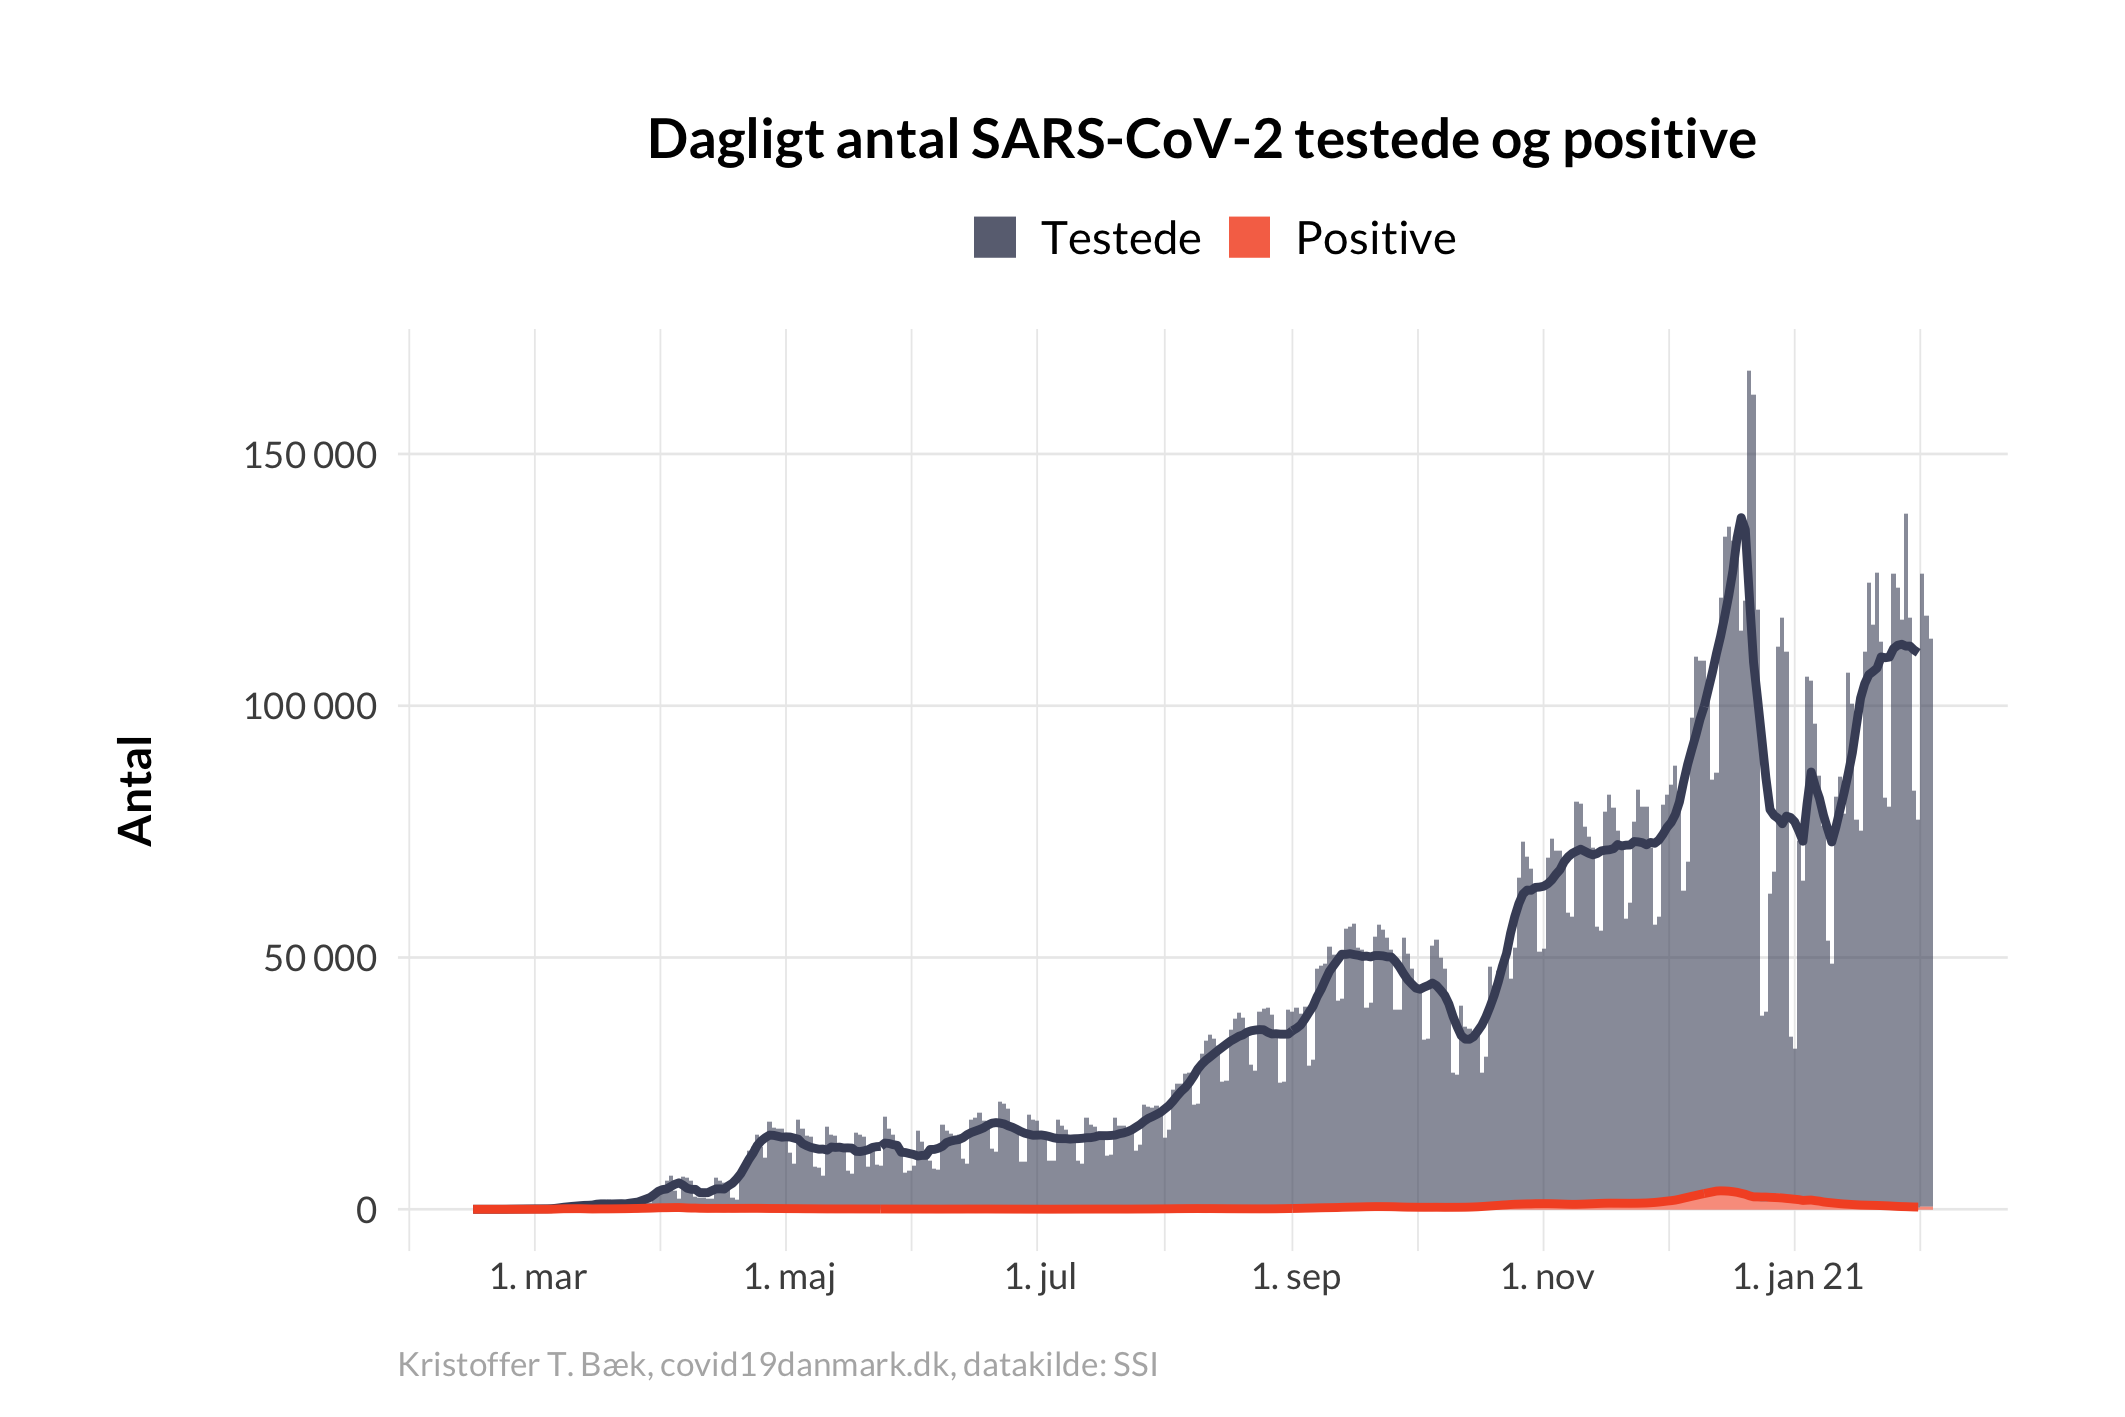 Dagligt antal SARS-CoV-2 testede og positive
Testede Positive
Antal
150 000
100 000
50 000
0
1. mar 1. maj 1. jul 1. sep 1. nov 1. jan 21
Kristoffer T. Bæk, covid19danmark.dk, datakilde: SSI